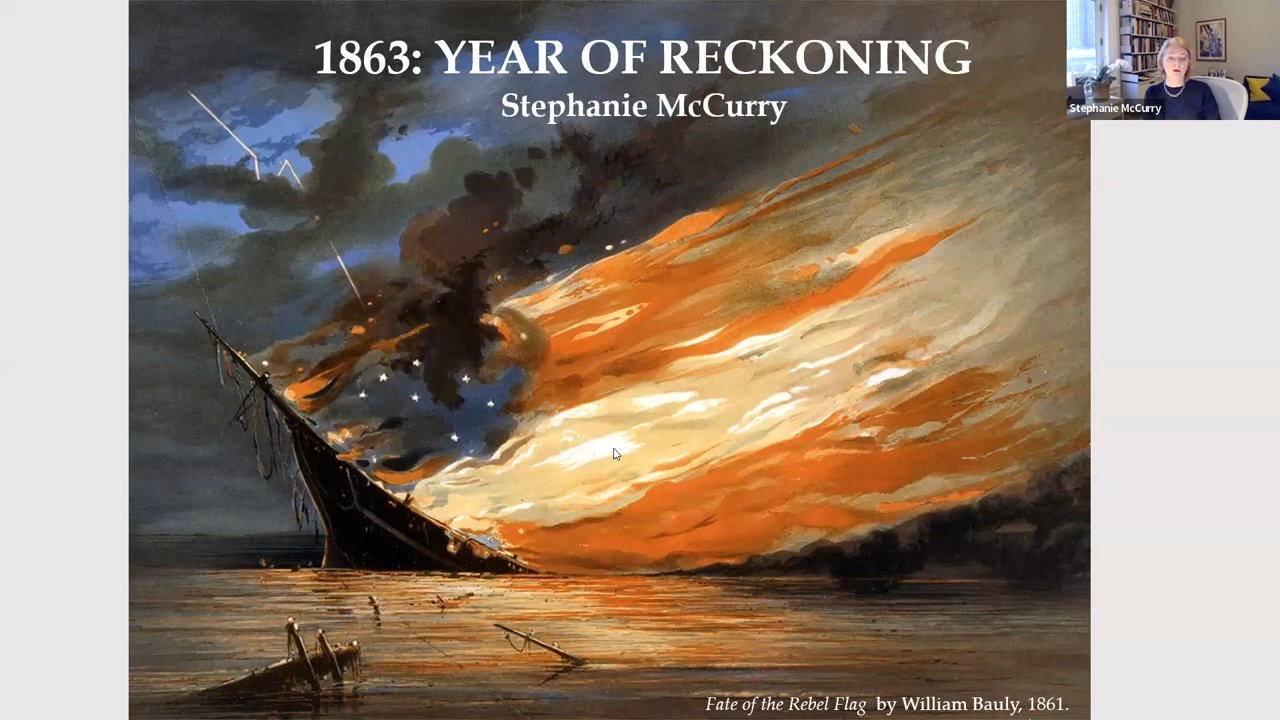 1863: YEAR OF RECKONING
Stephanie McCurry
Stephanie McCurry
Fate of the Rebel Flag by William Bauly, 1861.